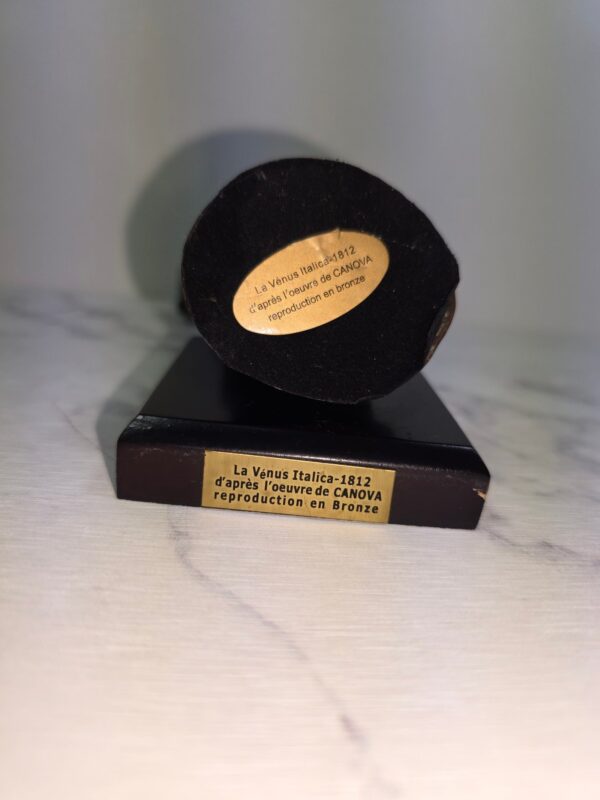 La Vénus Italica-1812
d'après l'oeuvre de CANOVA
reproduction en bronze
La Vénus Italica-1812
d'après l'oeuvre de CANOVA
reproduction en Bronze